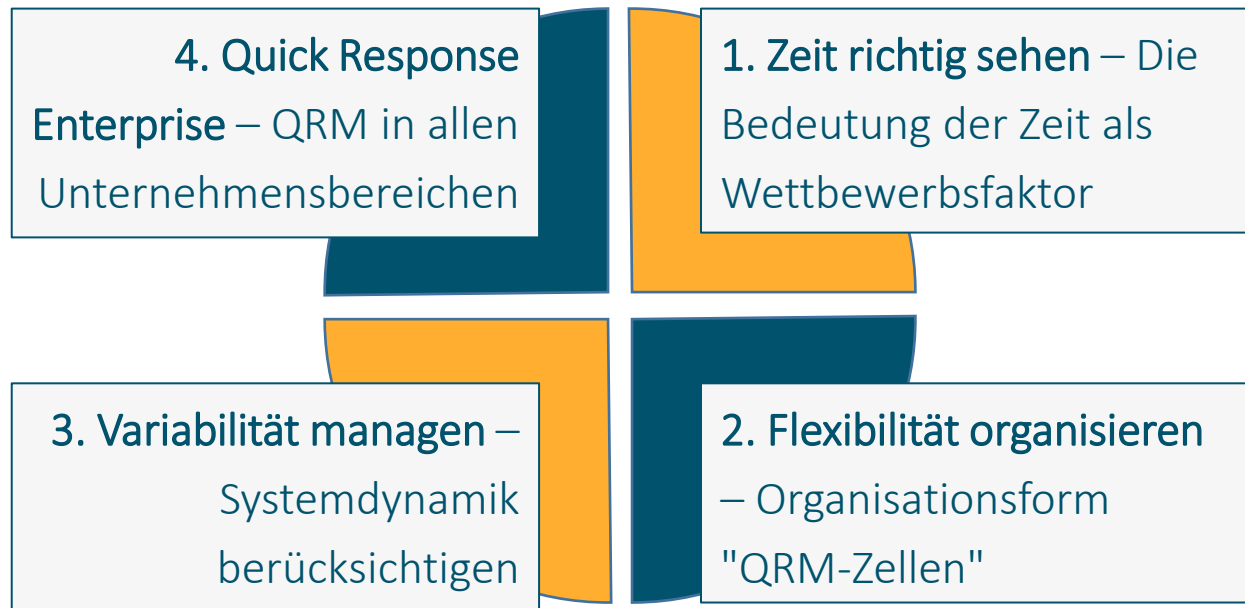 4. Quick Response
Enterprise – QRM in allen
Unternehmensbereichen
1. Zeit richtig sehen – Die
Bedeutung der Zeit als
Wettbewerbsfaktor
3. Variabilität managen –
Systemdynamik
berücksichtigen
2. Flexibilität organisieren
– Organisationsform
"QRM-Zellen"